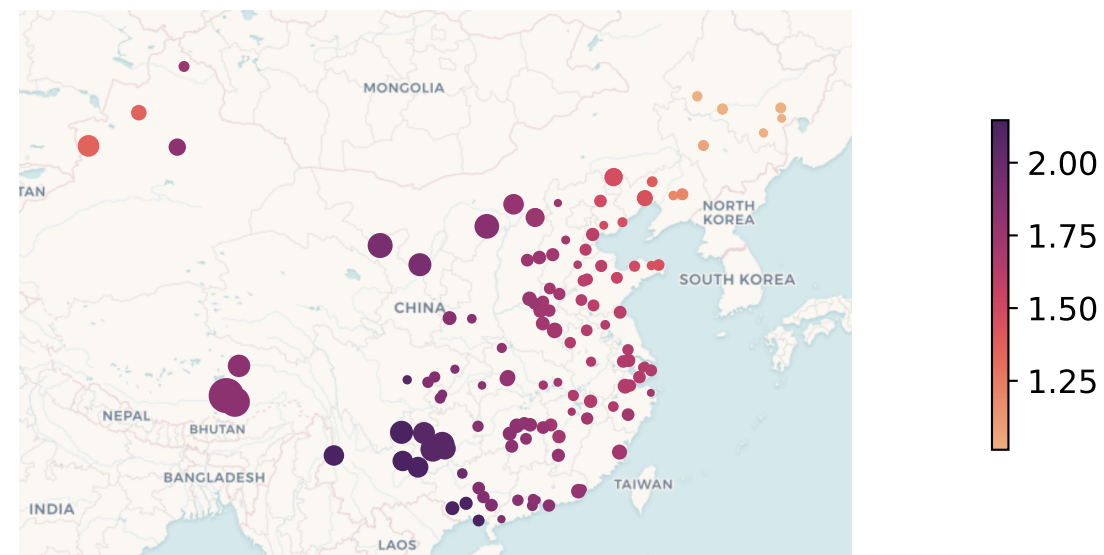 MONGOLIA
TAN
NORTH
KOREA
SOUTH KOREA
CHINA
NEPAL
BHUTAN
BANGLADESH
TAIWAN
INDIA
LAOS
2.00
1.75
1.50
1.25